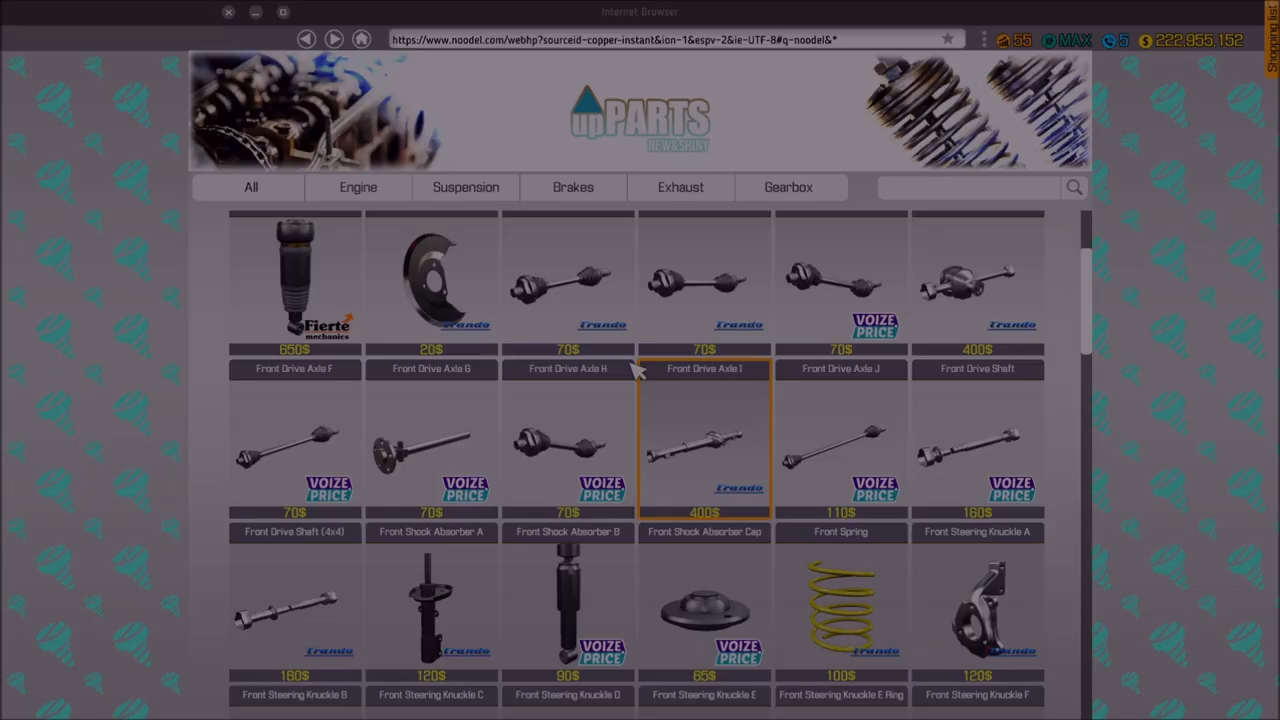 Internet Browser
https://www.noodel.com/webhp?sourceid-copper-instant&ion-1&espv-2&ie-UTF-8#q-noodel&*
55 MAX 5 $ 222,955,152
Shopping list
upPARTS
NEW&SHINY
All Engine Suspension Brakes Exhaust Gearbox
Fierte mechanics Trando Trando Trando VOIZE PRICE Trando
650$ 20$ 70$ 70$ 70$ 400$
Front Drive Axle F Front Drive Axle G Front Drive Axle H Front Drive Axle I Front Drive Axle J Front Drive Shaft
VOIZE PRICE VOIZE PRICE VOIZE PRICE Trando VOIZE PRICE VOIZE PRICE
70$ 70$ 70$ 400$ 110$ 160$
Front Drive Shaft (4x4) Front Shock Absorber A Front Shock Absorber B Front Shock Absorber Cap Front Spring Front Steering Knuckle A
Trando Trando VOIZE PRICE VOIZE PRICE Trando Trando
160$ 120$ 90$ 65$ 100$ 120$
Front Steering Knuckle B Front Steering Knuckle C Front Steering Knuckle D Front Steering Knuckle E Front Steering Knuckle E Ring Front Steering Knuckle F